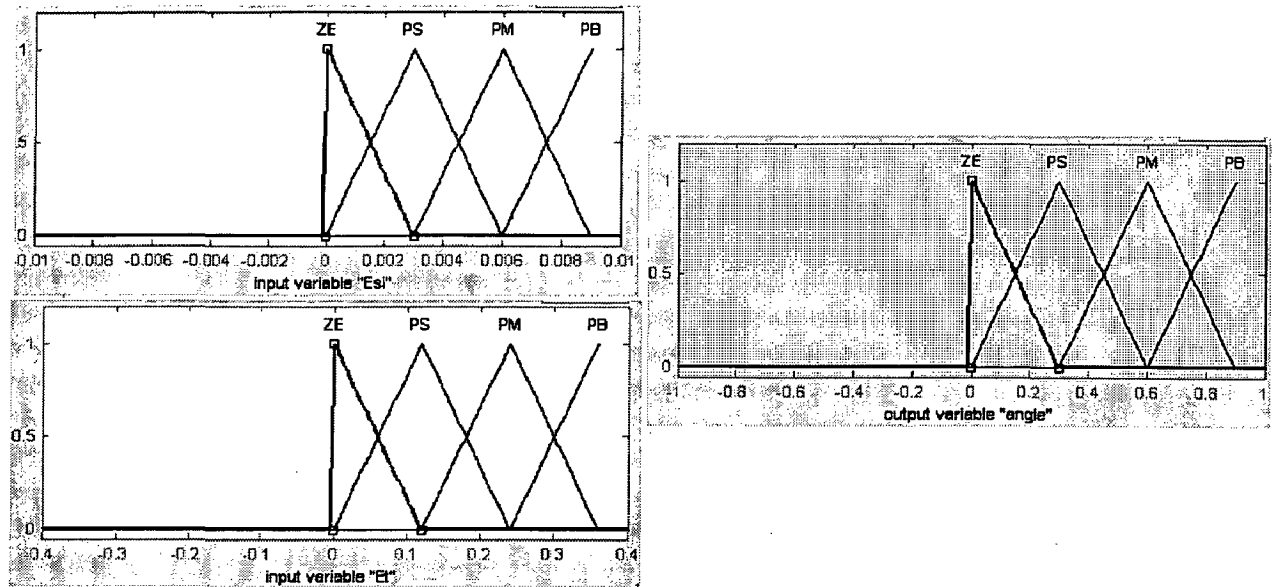 ZE PS PM PB
1
0.5
0
-0.01 -0.008 -0.006 -0.004 -0.002 0 0.002 0.004 0.006 0.008 0.01
input variable "Esi"
ZE PS PM PB
1
0.5
0
-0.4 -0.3 -0.2 -0.1 0 0.1 0.2 0.3 0.4
input variable "Et"
ZE PS PM PB
1
0.5
0
-1 -0.8 -0.6 -0.4 -0.2 0 0.2 0.4 0.6 0.8 1
output variable "angle"